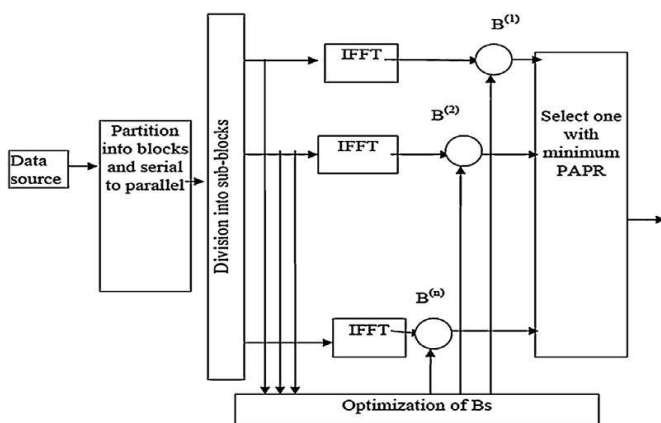 B(1)
IFFT
Partition
into blocks
and serial
to parallel
Data
source
Division into sub-blocks
B(2)
IFFT
Select one
with
minimum
PAPR
B(n)
IFFT
Optimization of Bs